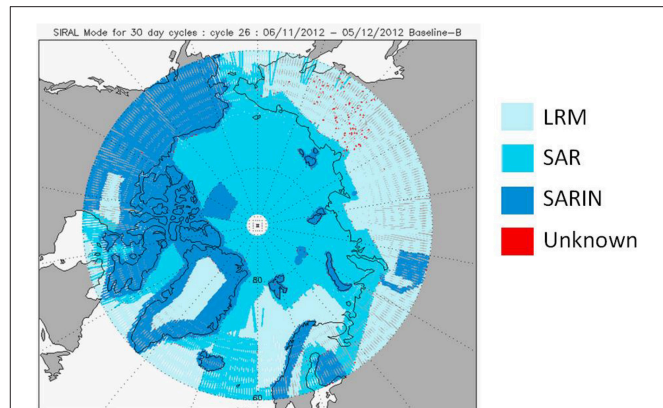 SIRAL Mode for 30 day cycles : cycle 26 : 06/11/2012 – 05/12/2012 Baseline-B
LRM
SAR
SARIN
Unknown
80
60